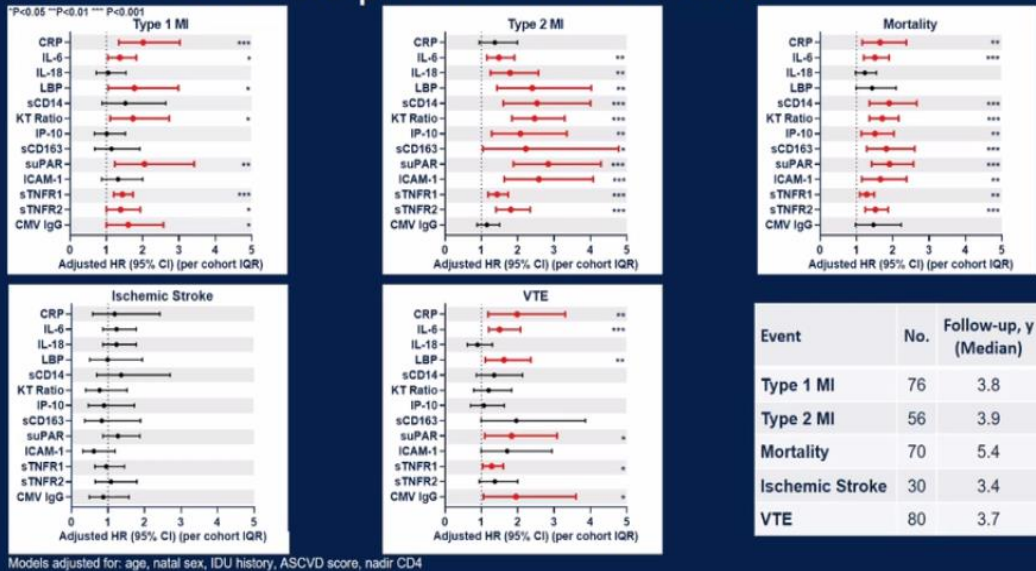 *P<0.05 **P<0.01 *** P<0.001
Type 1 MI
CRP ***
IL-6 *
IL-18
LBP *
sCD14
KT Ratio *
IP-10
sCD163
suPAR **
ICAM-1
sTNFR1 ***
sTNFR2 *
CMV IgG *
0 1 2 3 4 5
Adjusted HR (95% CI) (per cohort IQR)
Type 2 MI
CRP
IL-6 **
IL-18 **
LBP **
sCD14 ***
KT Ratio ***
IP-10 **
sCD163 *
suPAR ***
ICAM-1 ***
sTNFR1 ***
sTNFR2 ***
CMV IgG
0 1 2 3 4 5
Adjusted HR (95% CI) (per cohort IQR)
Mortality
CRP **
IL-6 ***
IL-18
LBP
sCD14 ***
KT Ratio ***
IP-10 **
sCD163 ***
suPAR ***
ICAM-1 **
sTNFR1 **
sTNFR2 ***
CMV IgG
0 1 2 3 4 5
Adjusted HR (95% CI) (per cohort IQR)
Ischemic Stroke
CRP
IL-6
IL-18
LBP
sCD14
KT Ratio
IP-10
sCD163
suPAR
ICAM-1
sTNFR1
sTNFR2
CMV IgG
0 1 2 3 4 5
Adjusted HR (95% CI) (per cohort IQR)
VTE
CRP **
IL-6 ***
IL-18
LBP **
sCD14
KT Ratio
IP-10
sCD163
suPAR *
ICAM-1
sTNFR1 *
sTNFR2
CMV IgG *
0 1 2 3 4 5
Adjusted HR (95% CI) (per cohort IQR)
Event No. Follow-up, y
(Median)
Type 1 MI 76 3.8
Type 2 MI 56 3.9
Mortality 70 5.4
Ischemic Stroke 30 3.4
VTE 80 3.7
Models adjusted for: age, natal sex, IDU history, ASCVD score, nadir CD4